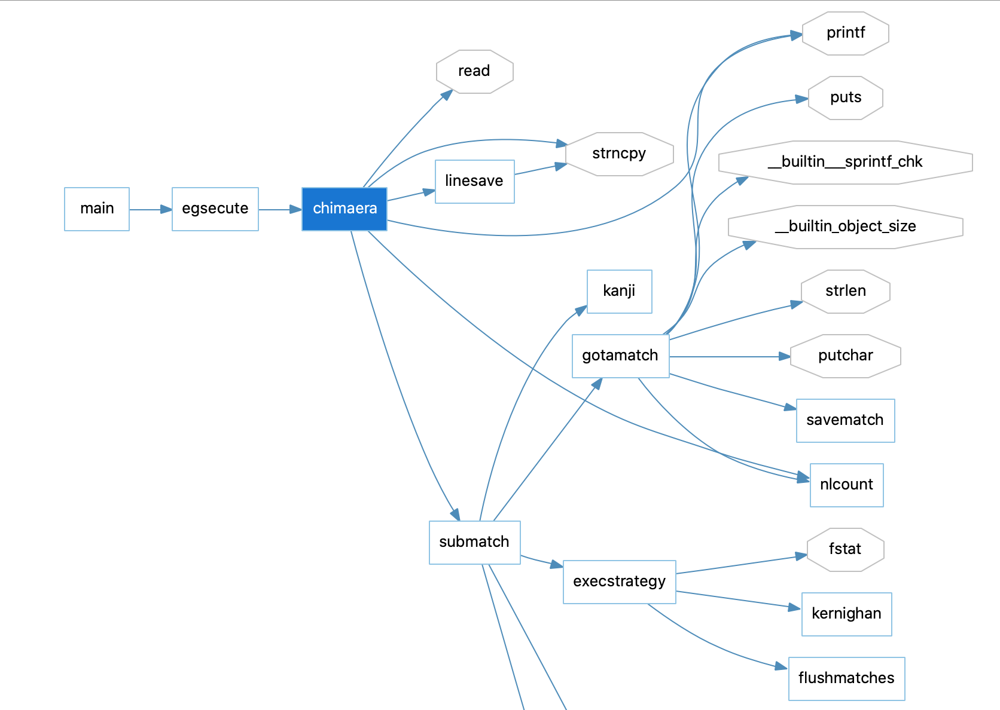 printf
read
puts
strncpy
__builtin___sprintf_chk
linesave
main
egsecute
chimaera
__builtin_object_size
kanji
strlen
gotamatch
putchar
savematch
nlcount
submatch
fstat
execstrategy
kernighan
flushmatches